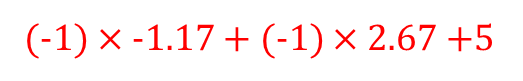 (-1) × -1.17 + (-1) × 2.67 +5